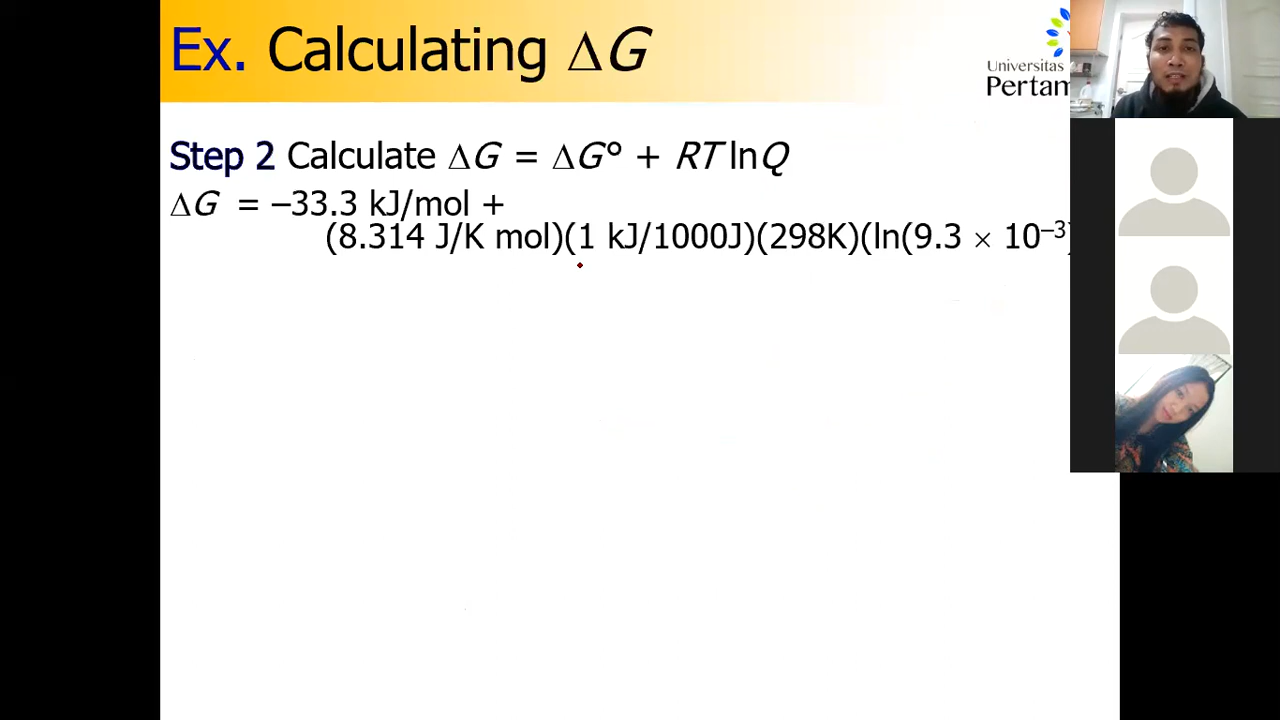 Ex. Calculating ΔG
Universitas
Pertam
Step 2 Calculate ΔG = ΔG° + RT lnQ
ΔG = –33.3 kJ/mol +
(8.314 J/K mol)(1 kJ/1000J)(298K)(ln(9.3 × 10⁻³)